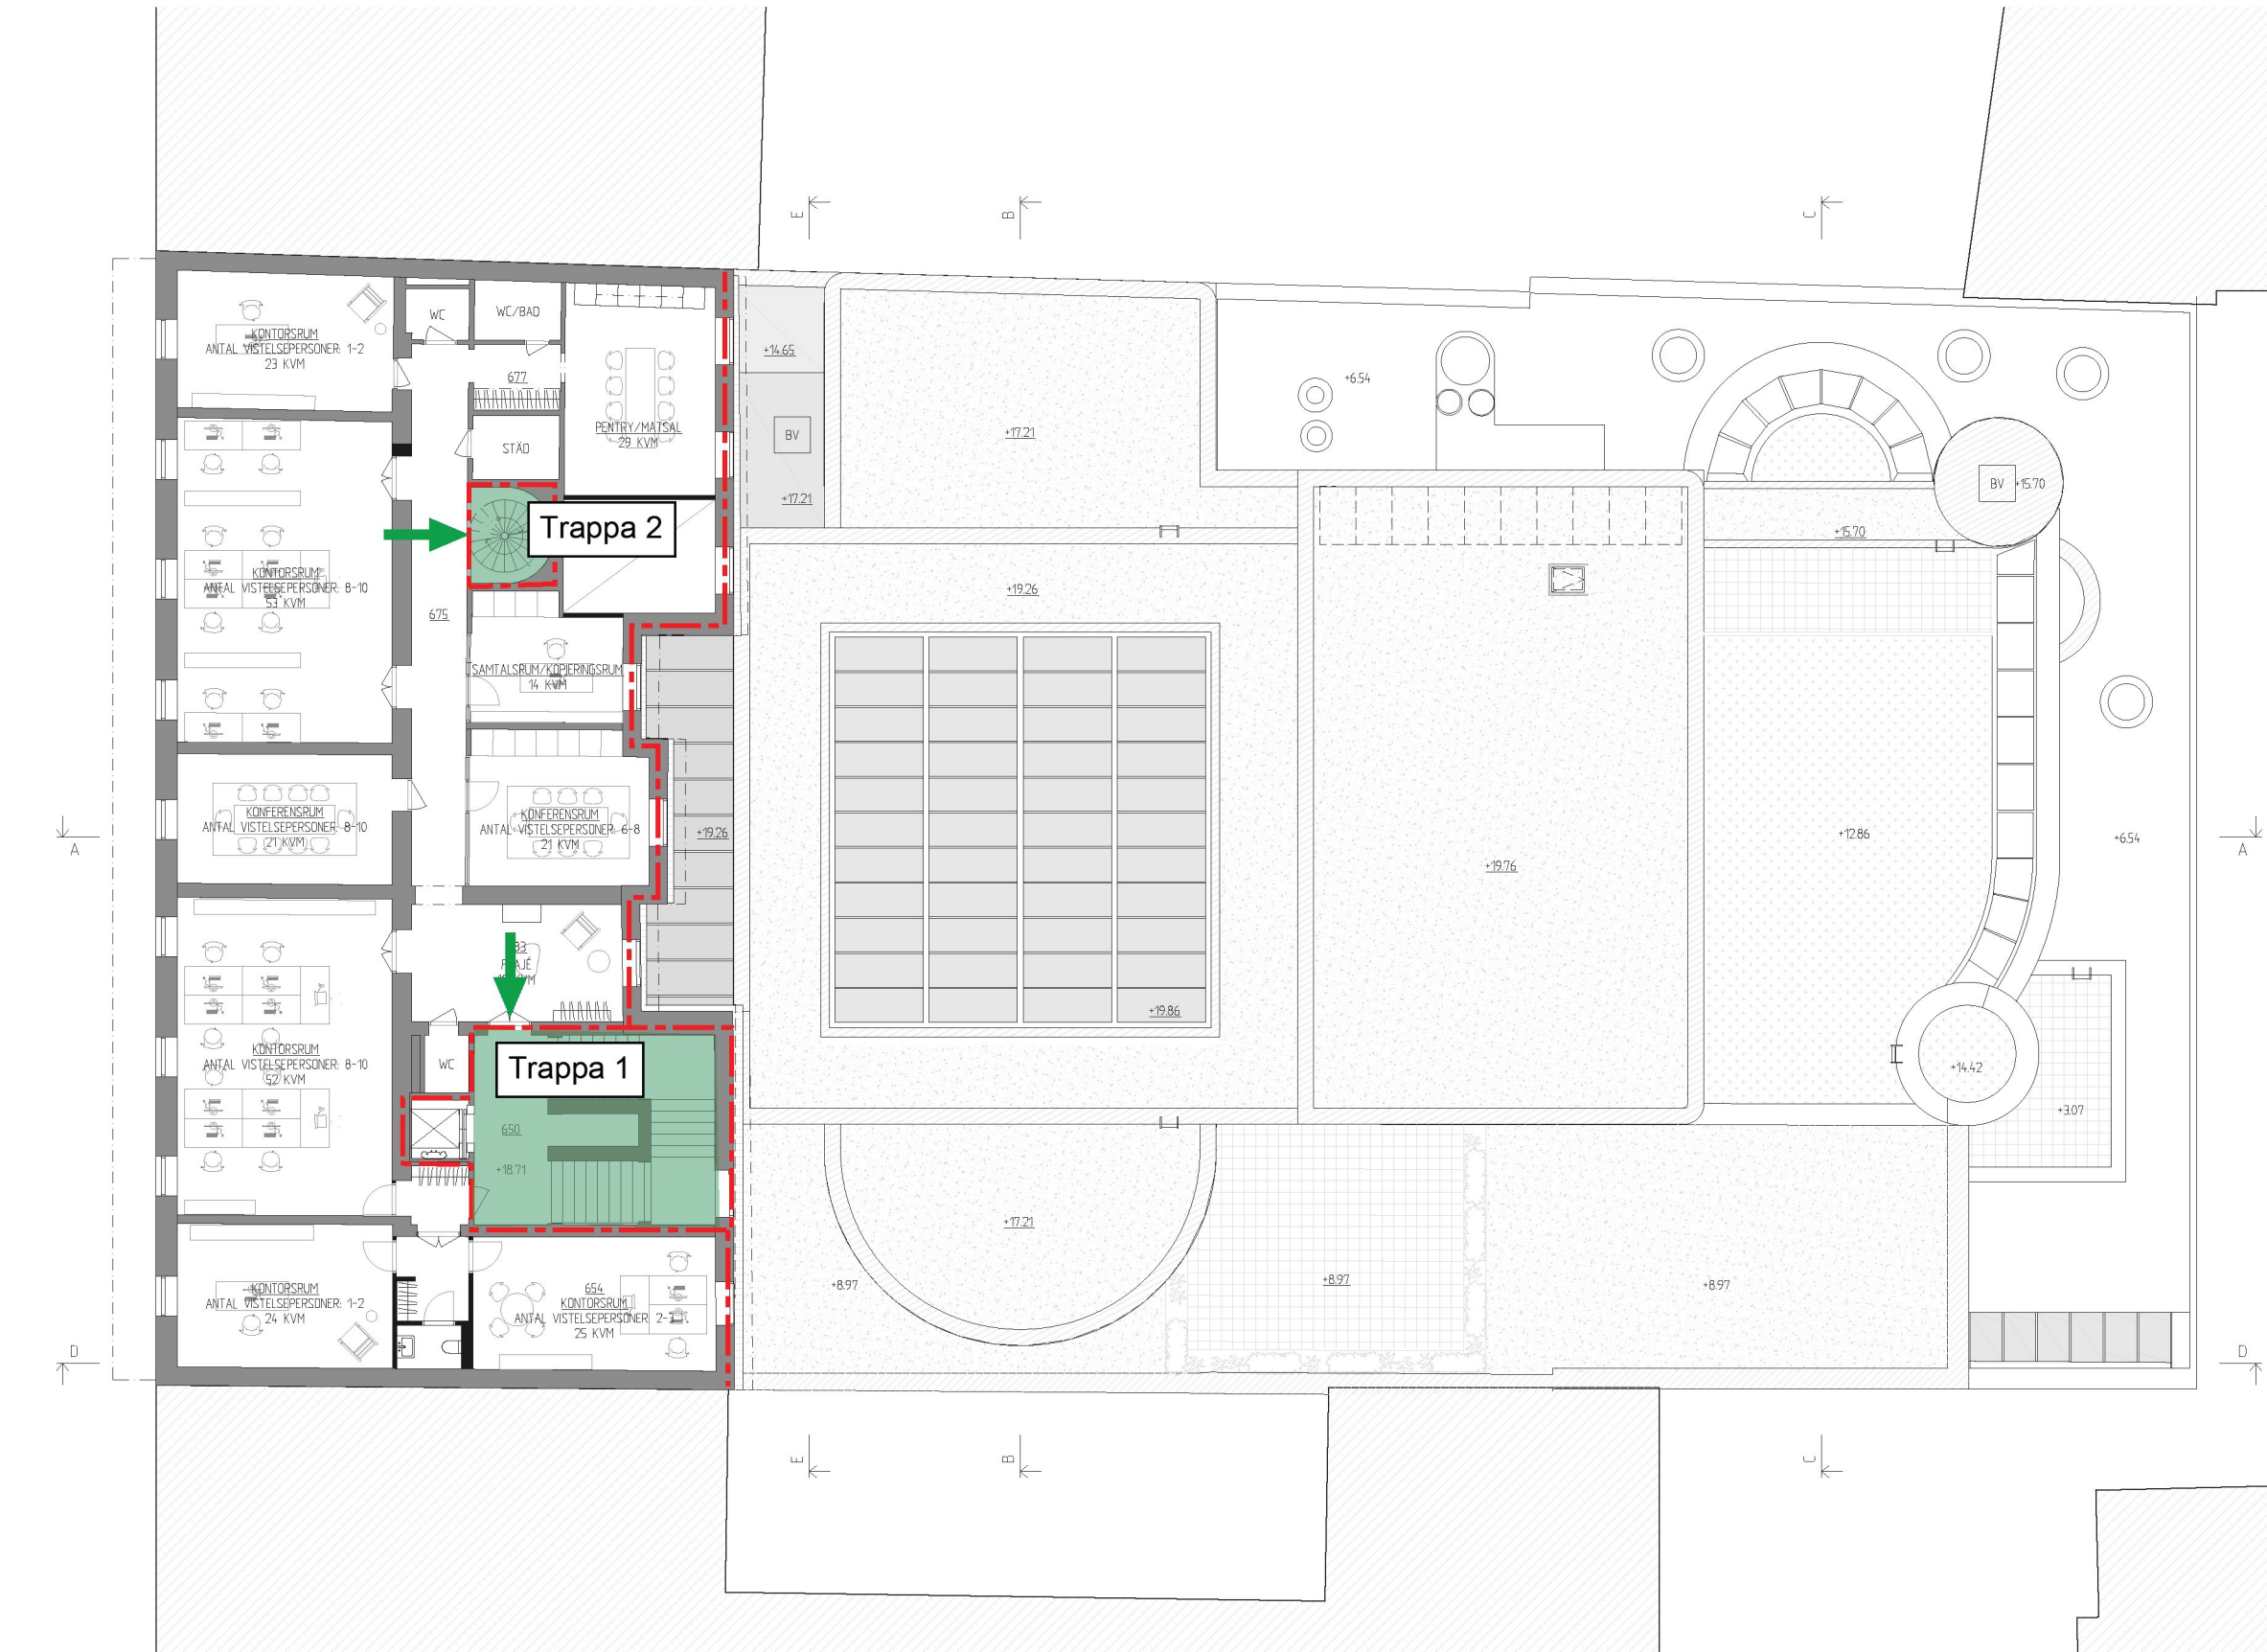 E
B
C
KONTORSRUM
ANTAL VISTELSEPERSONER: 1-2
23 KVM
WC
WC/BAD
677
PENTRY/MATSAL
29 KVM
STÄD
+14.65
BV
+17.21
+17.21
+6.54
BV
+15.70
+15.70
Trappa 2
KONTORSRUM
ANTAL VISTELSEPERSONER: 8-10
53 KVM
675
+19.26
SAMTALSRUM/KOPIERINGSRUM
14 KVM
KONFERENSRUM
ANTAL VISTELSEPERSONER: 8-10
21 KVM
KONFERENSRUM
ANTAL VISTELSEPERSONER: 6-8
21 KVM
+19.26
+19.76
+12.86
+6.54
A
A
+19.86
KONTORSRUM
ANTAL VISTELSEPERSONER: 8-10
52 KVM
WC
Trappa 1
650
+18.71
+14.42
+3.07
+17.21
+8.97
+8.97
+8.97
KONTORSRUM
ANTAL VISTELSEPERSONER: 1-2
24 KVM
654
KONTORSRUM
ANTAL VISTELSEPERSONER: 2-
25 KVM
D
D
E
B
C